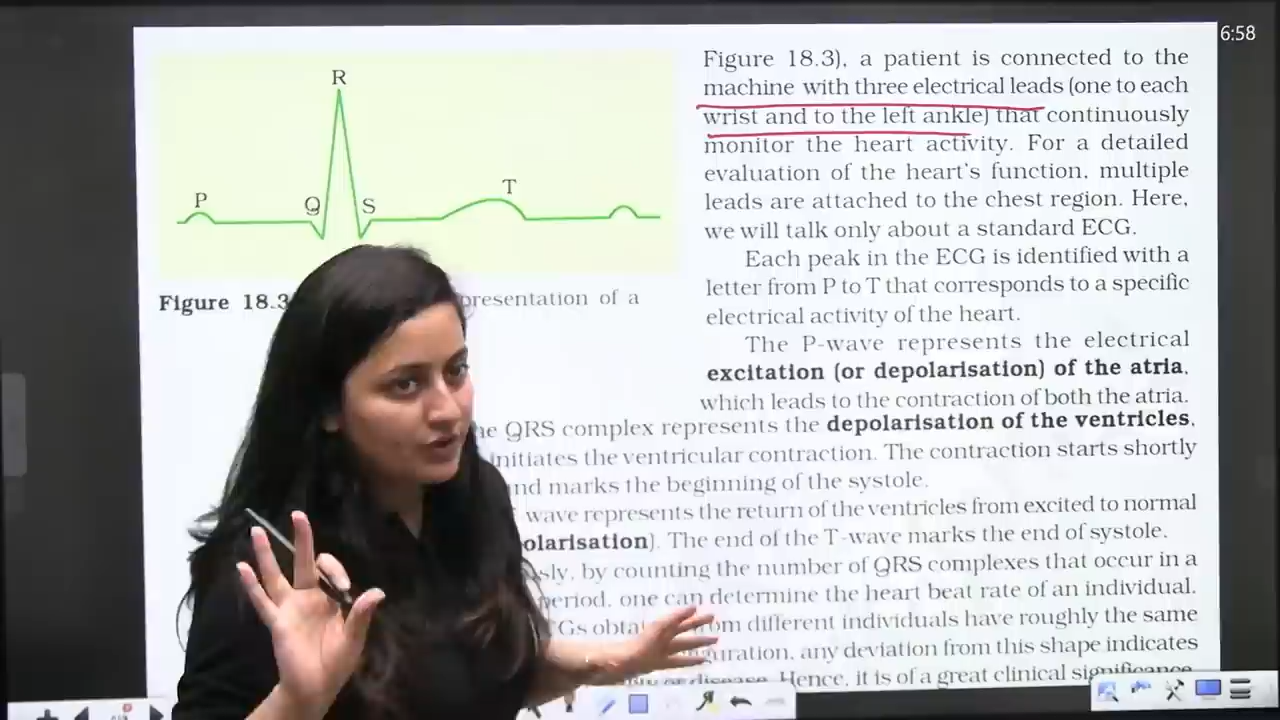 6:58
R
P
Q
S
T
Figure 18.3
presentation of a
Figure 18.3), a patient is connected to the
machine with three electrical leads (one to each
wrist and to the left ankle) that continuously
monitor the heart activity. For a detailed
evaluation of the heart's function, multiple
leads are attached to the chest region. Here,
we will talk only about a standard ECG.
Each peak in the ECG is identified with a
letter from P to T that corresponds to a specific
electrical activity of the heart.
The P-wave represents the electrical
excitation (or depolarisation) of the atria,
which leads to the contraction of both the atria.
QRS complex represents the depolarisation of the ventricles,
initiates the ventricular contraction. The contraction starts shortly
and marks the beginning of the systole.
wave represents the return of the ventricles from excited to normal
olarisation). The end of the T-wave marks the end of systole.
sly, by counting the number of QRS complexes that occur in a
period, one can determine the heart beat rate of an individual.
from different individuals have roughly the same
guration, any deviation from this shape indicates
disease. Hence, it is of a great clinical significance.